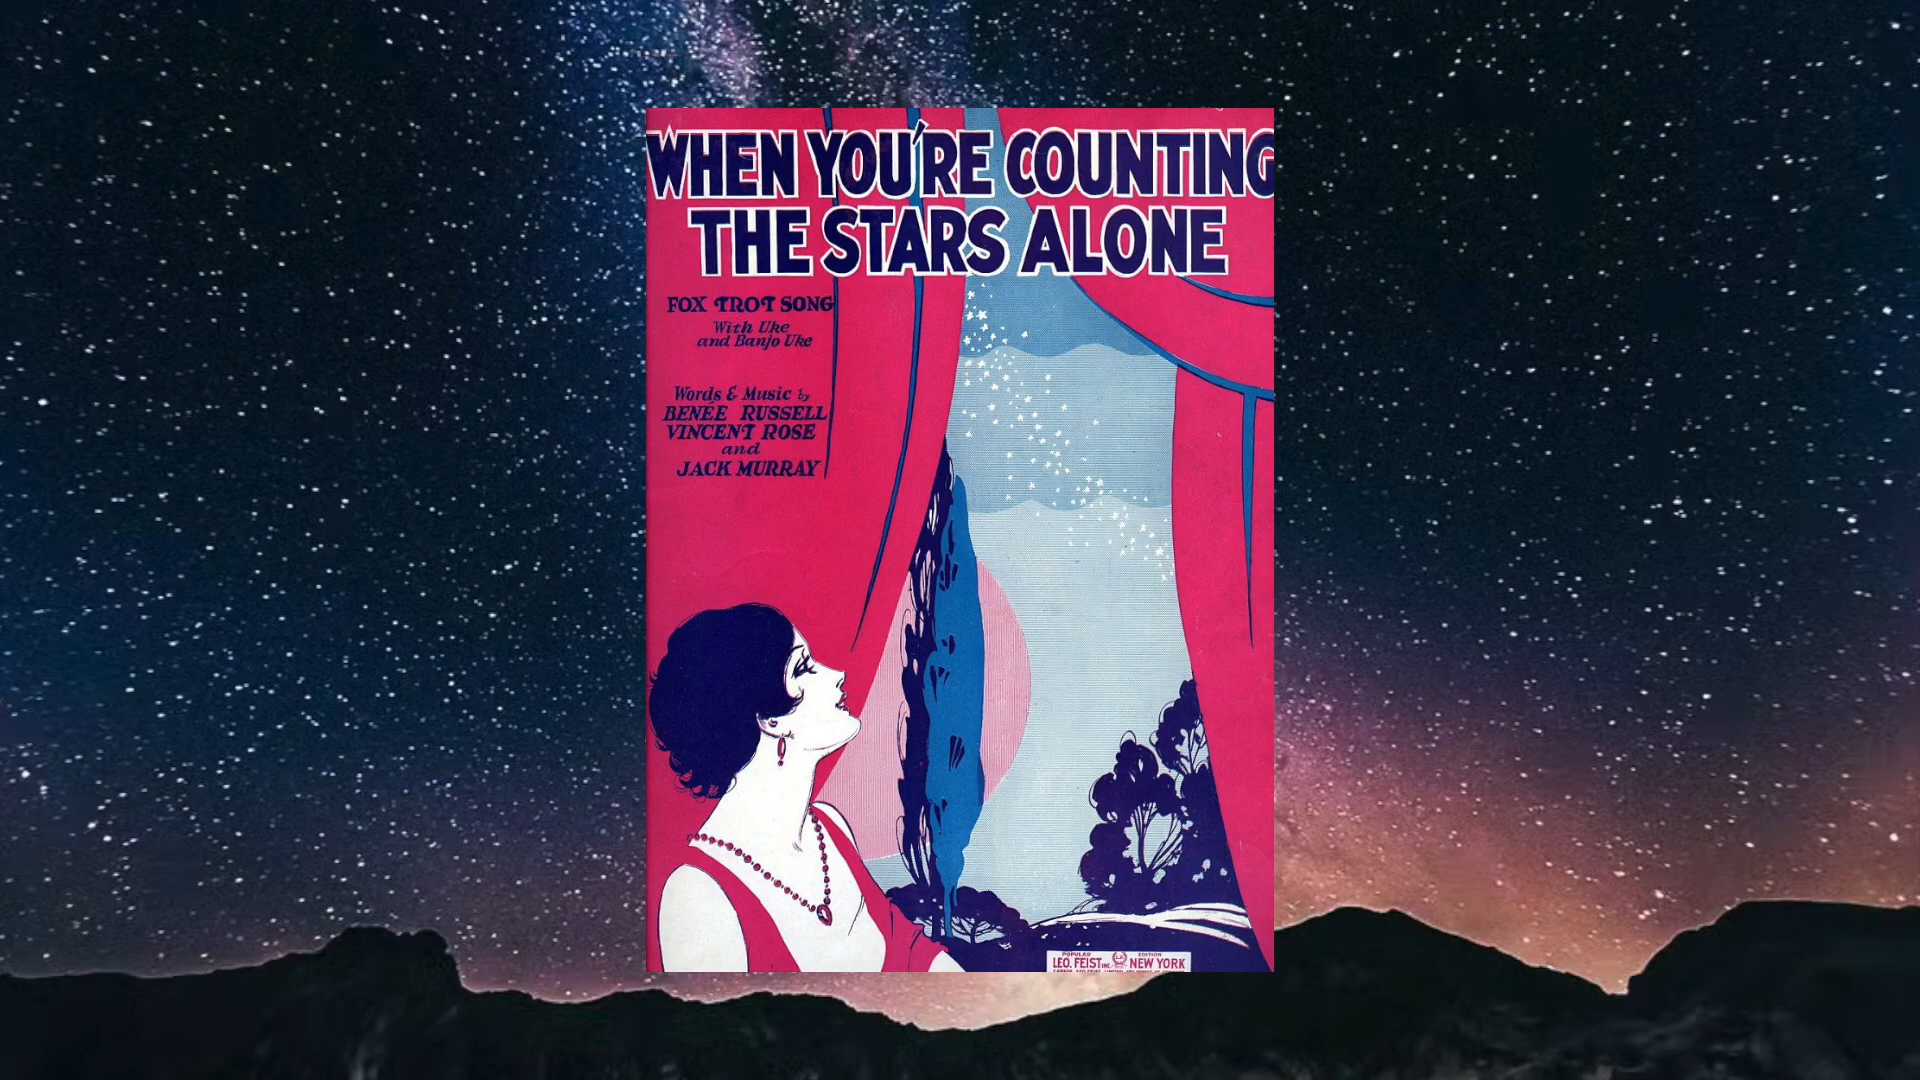 WHEN YOU'RE COUNTING
THE STARS ALONE
FOX TROT SONG
With Uke
and Banjo Uke
Words & Music by
BENÉE RUSSELL
VINCENT ROSE
and
JACK MURRAY
POPULAR EDITION
LEO. FEIST INC. NEW YORK